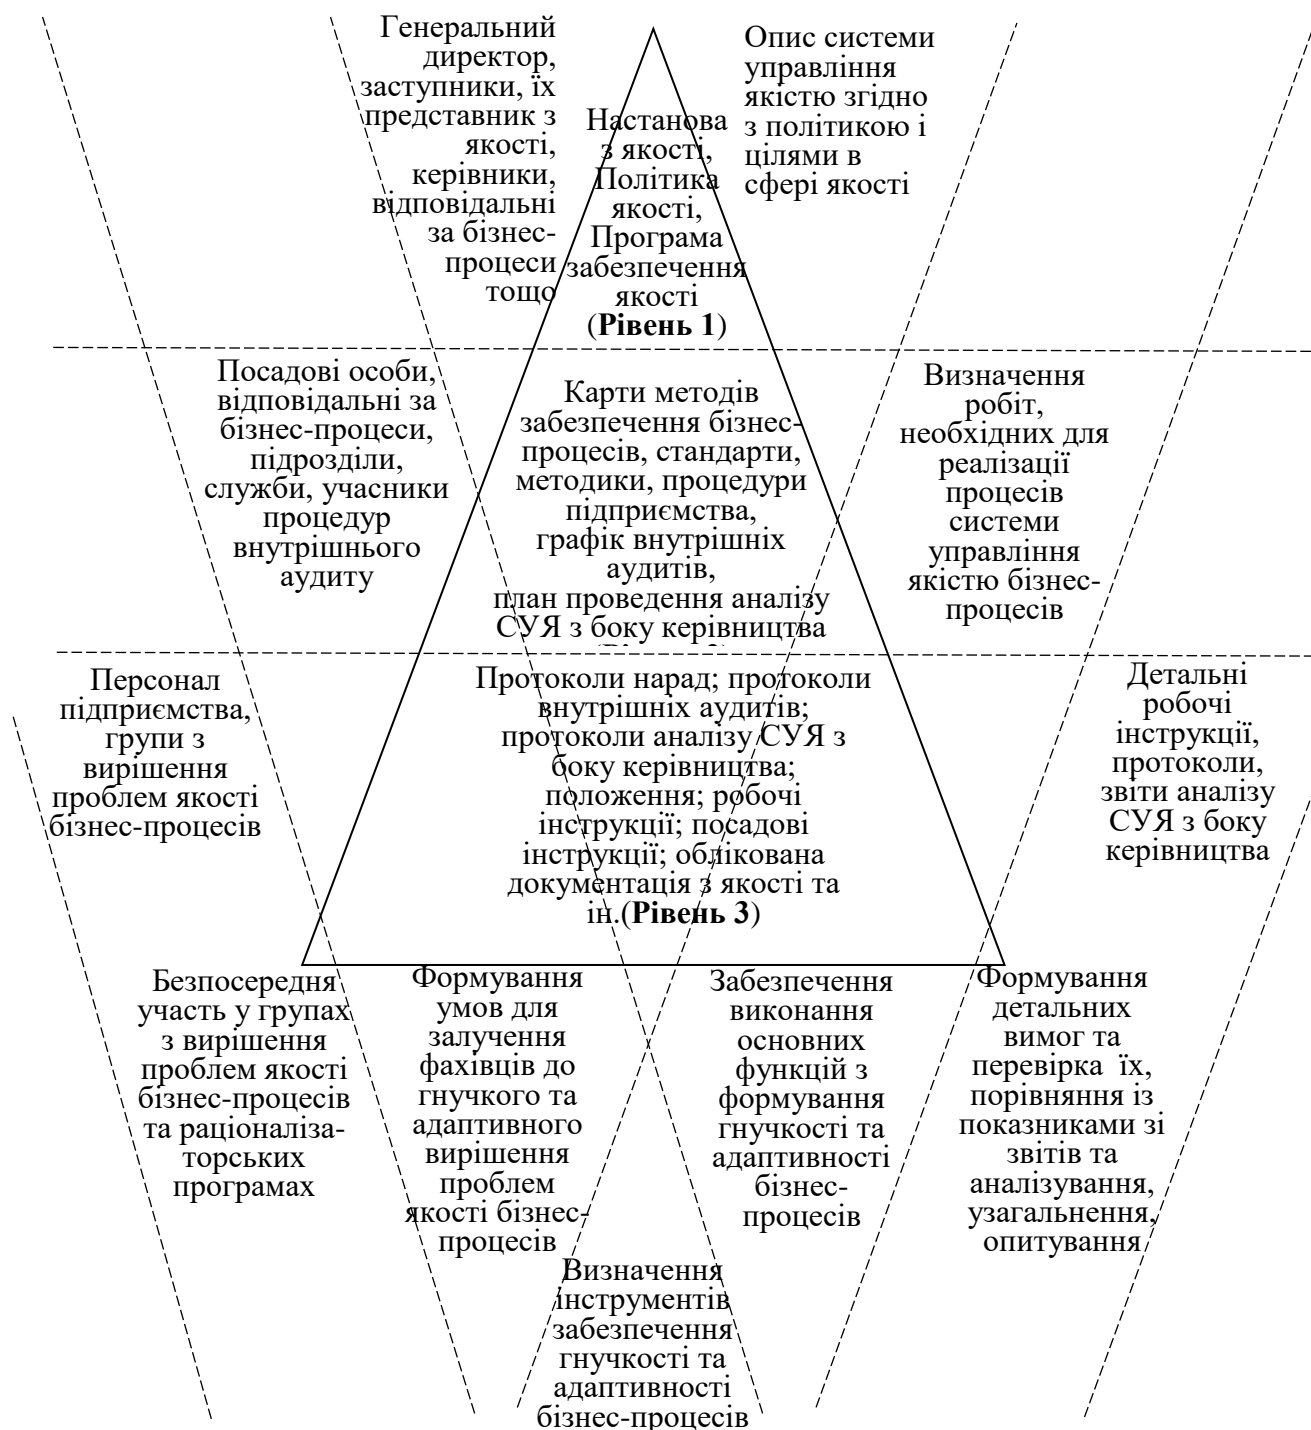 Генеральний
директор,
заступники, їх
представник з
якості,
керівники,
відповідальні
за бізнес-
процеси
тощо
Настанова
з якості,
Політика
якості,
Програма
забезпечення
якості
(Рівень 1)
Опис системи
управління
якістю згідно
з політикою і
цілями в
сфері якості
Посадові особи,
відповідальні за
бізнес-процеси,
підрозділи,
служби, учасники
процедур
внутрішнього
аудиту
Карти методів
забезпечення бізнес-
процесів, стандарти,
методики, процедури
підприємства,
графік внутрішніх
аудитів,
план проведення аналізу
СУЯ з боку керівництва
Визначення
робіт,
необхідних для
реалізації
процесів
системи
управління
якістю бізнес-
процесів
Персонал
підприємства,
групи з
вирішення
проблем якості
бізнес-процесів
Протоколи нарад; протоколи
внутрішніх аудитів;
протоколи аналізу СУЯ з
боку керівництва;
положення; робочі
інструкції; посадові
інструкції; облікована
документація з якості та
ін.(Рівень 3)
Детальні
робочі
інструкції,
протоколи,
звіти аналізу
СУЯ з боку
керівництва
Безпосередня
участь у групах
з вирішення
проблем якості
бізнес-процесів
та раціоналіза-
торських
програмах
Формування
умов для
залучення
фахівців до
гнучкого та
адаптивного
вирішення
проблем
якості бізнес-
процесів
Забезпечення
виконання
основних
функцій з
формування
гнучкості та
адаптивності
бізнес-
процесів
Формування
детальних
вимог та
перевірка їх,
порівняння із
показниками зі
звітів та
аналізування,
узагальнення,
опитування
Визначення
інструментів
забезпечення
гнучкості та
адаптивності
бізнес-процесів